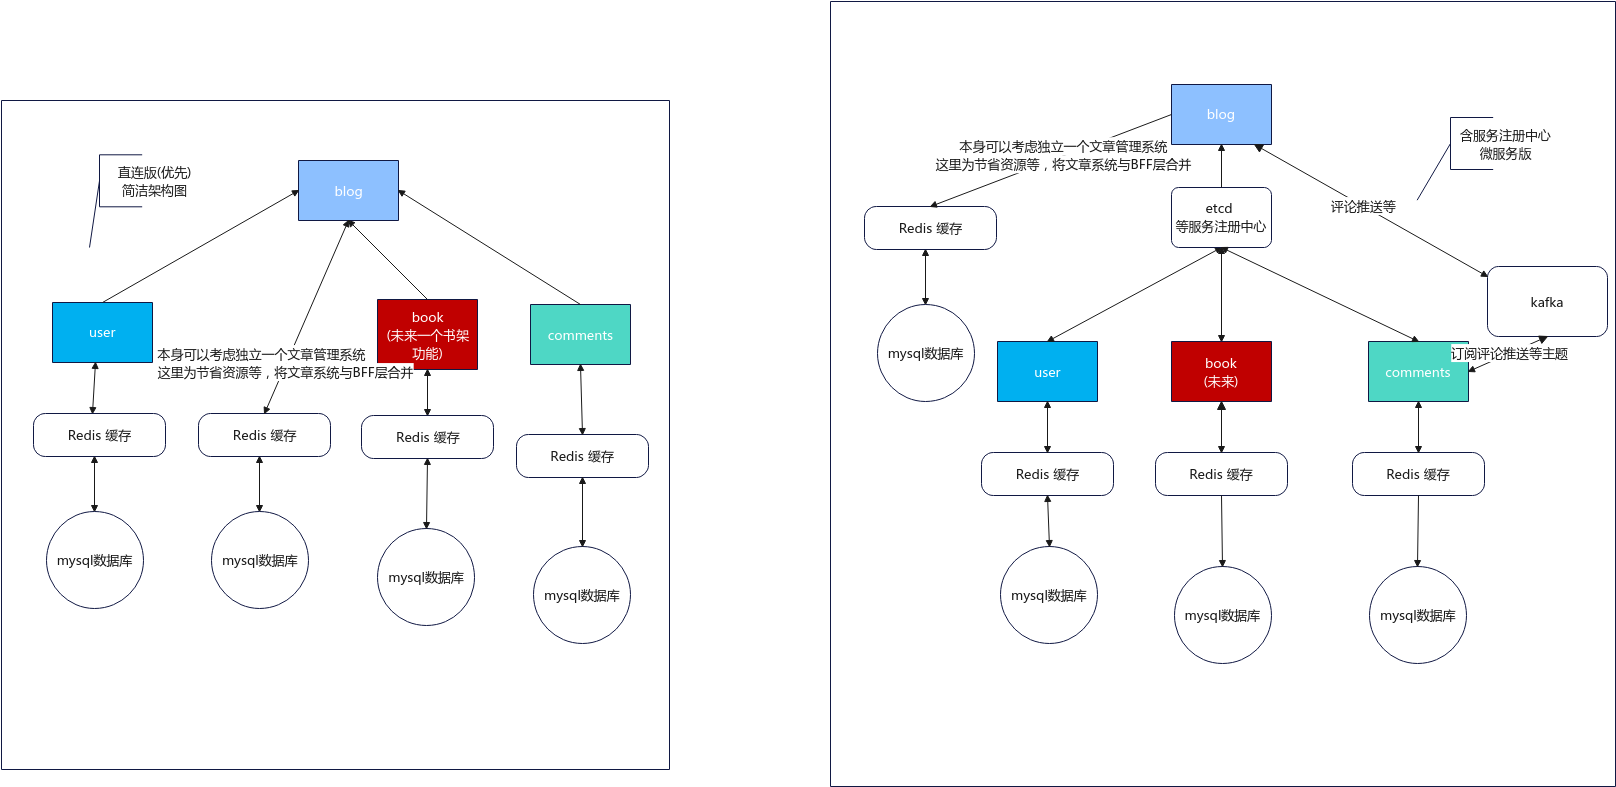 直连版(优先)
简洁架构图
blog
user
book
(未来一个书架
功能)
comments
本身可以考虑独立一个文章管理系统
这里为节省资源等，将文章系统与BFF层合并
Redis 缓存
Redis 缓存
Redis 缓存
Redis 缓存
mysql数据库
mysql数据库
mysql数据库
mysql数据库
blog
含服务注册中心
微服务版
本身可以考虑独立一个文章管理系统
这里为节省资源等，将文章系统与BFF层合并
etcd
等服务注册中心
评论推送等
Redis 缓存
kafka
mysql数据库
订阅评论推送等主题
user
book
(未来)
comments
Redis 缓存
Redis 缓存
Redis 缓存
mysql数据库
mysql数据库
mysql数据库